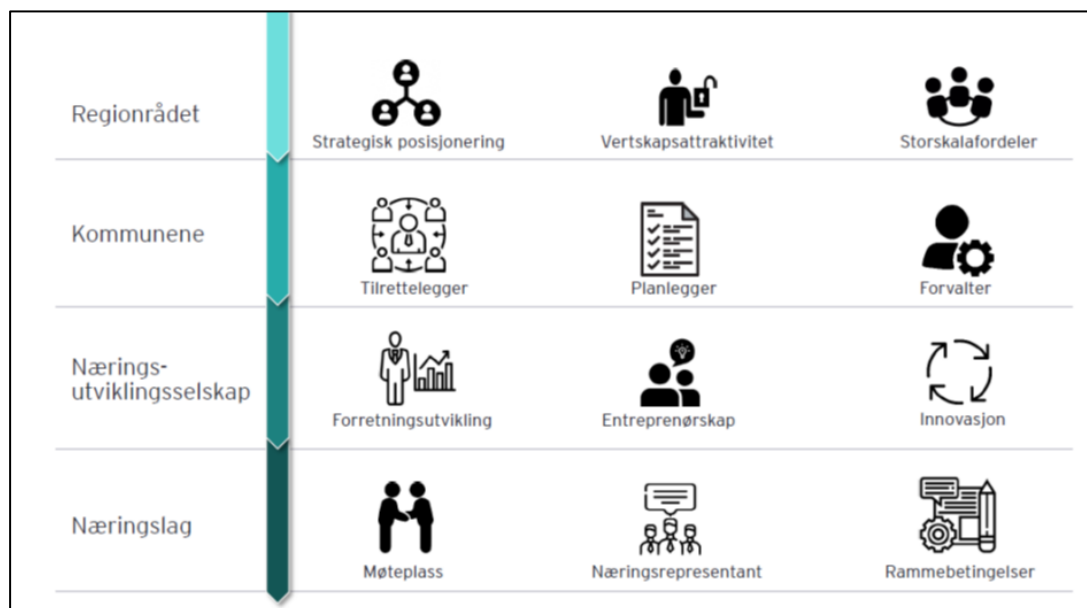 Regionrådet
Strategisk posisjonering
Vertskapsattraktivitet
Storskalafordeler
Kommunene
Tilrettelegger
Planlegger
Forvalter
Nærings-
utviklingsselskap
Forretningsutvikling
Entreprenørskap
Innovasjon
Næringslag
Møteplass
Næringsrepresentant
Rammebetingelser